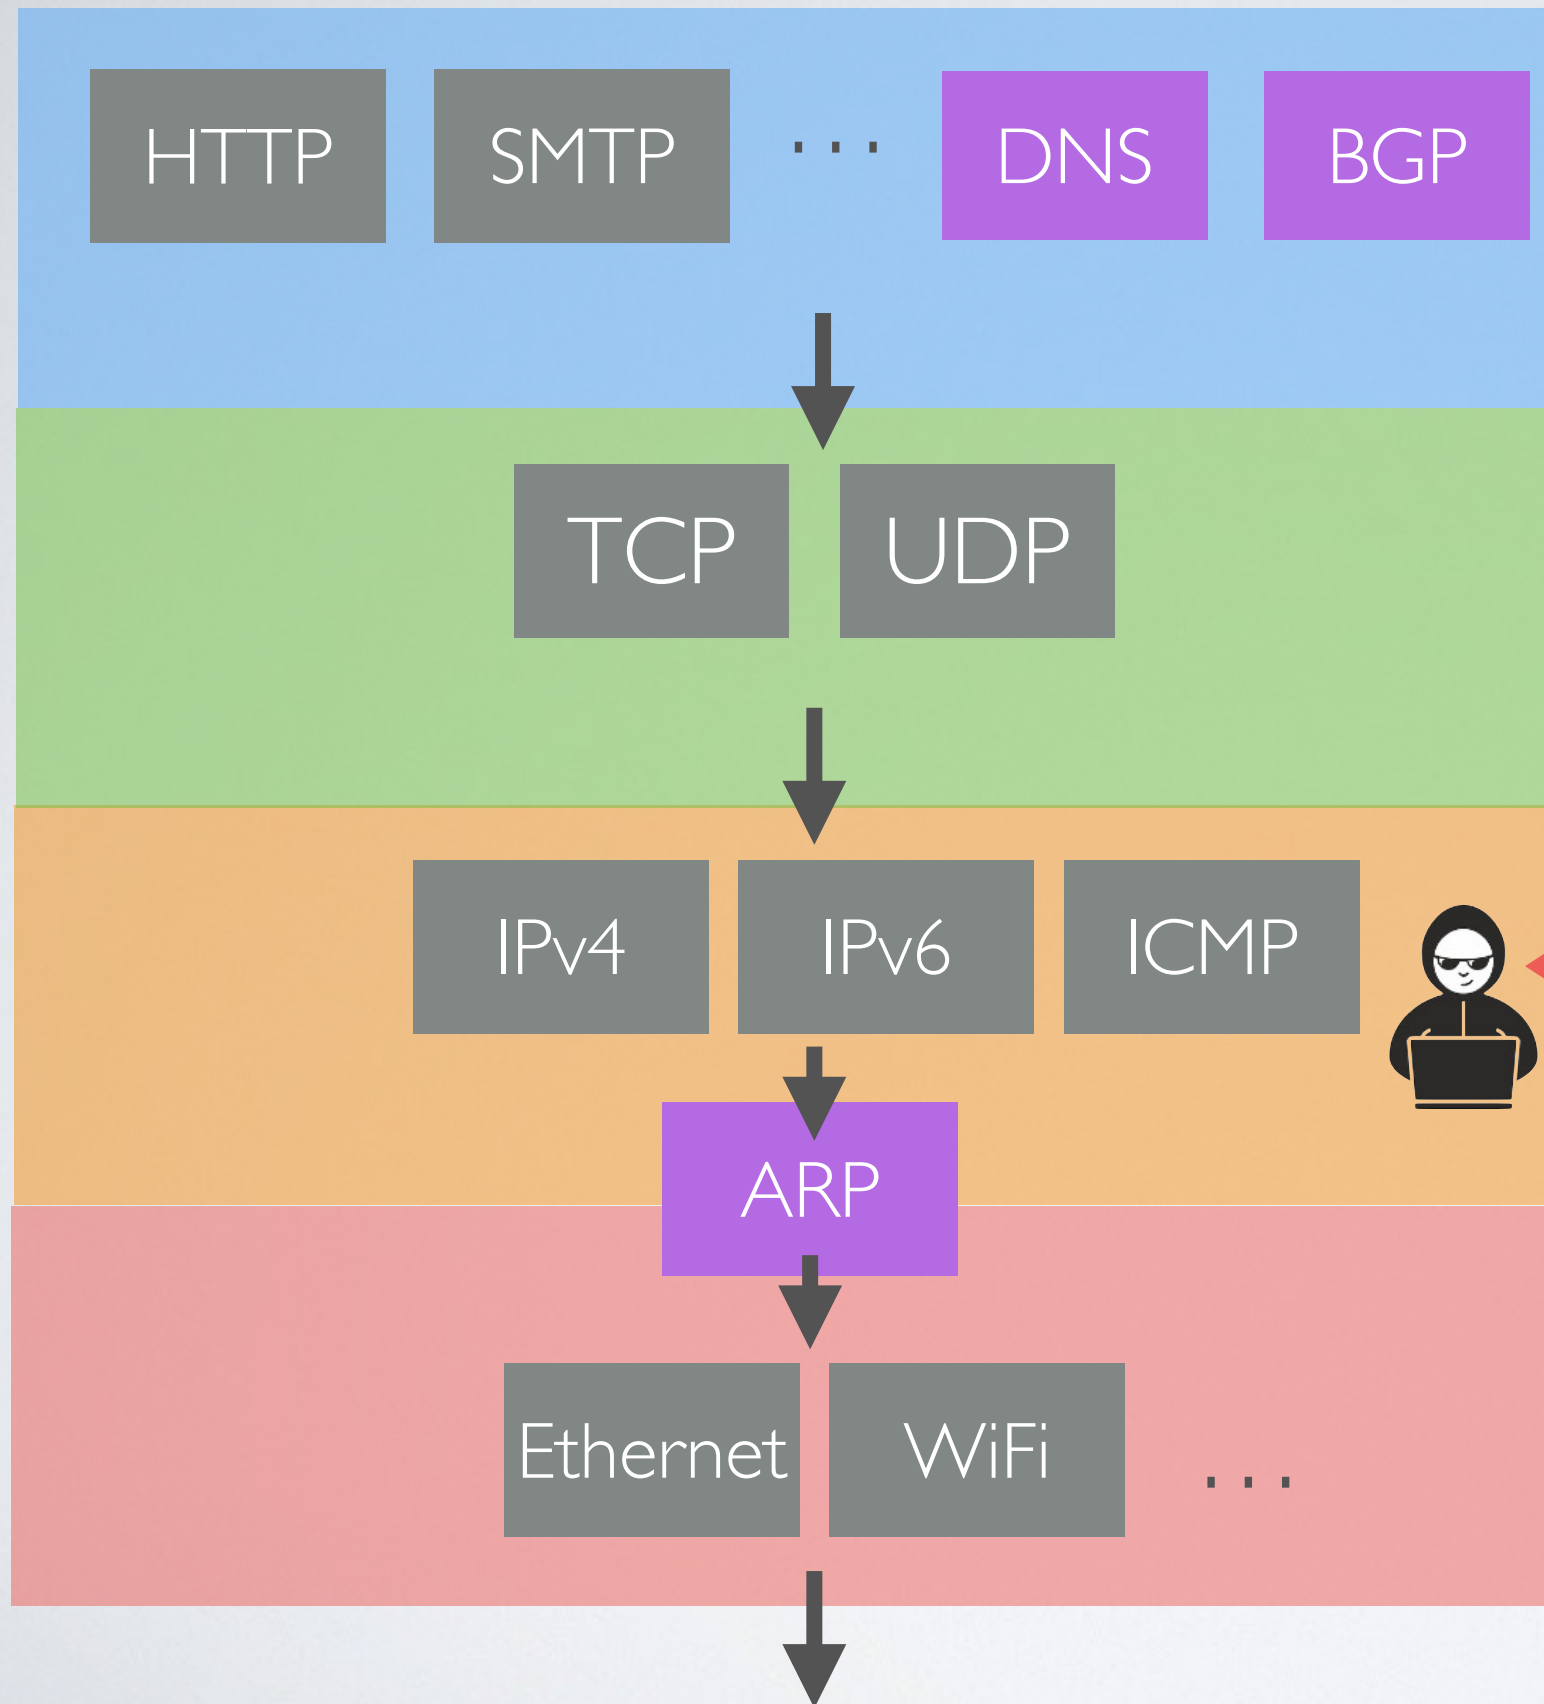 HTTP SMTP ... DNS BGP
TCP UDP
IPv4 IPv6 ICMP
ARP
Ethernet WiFi ...